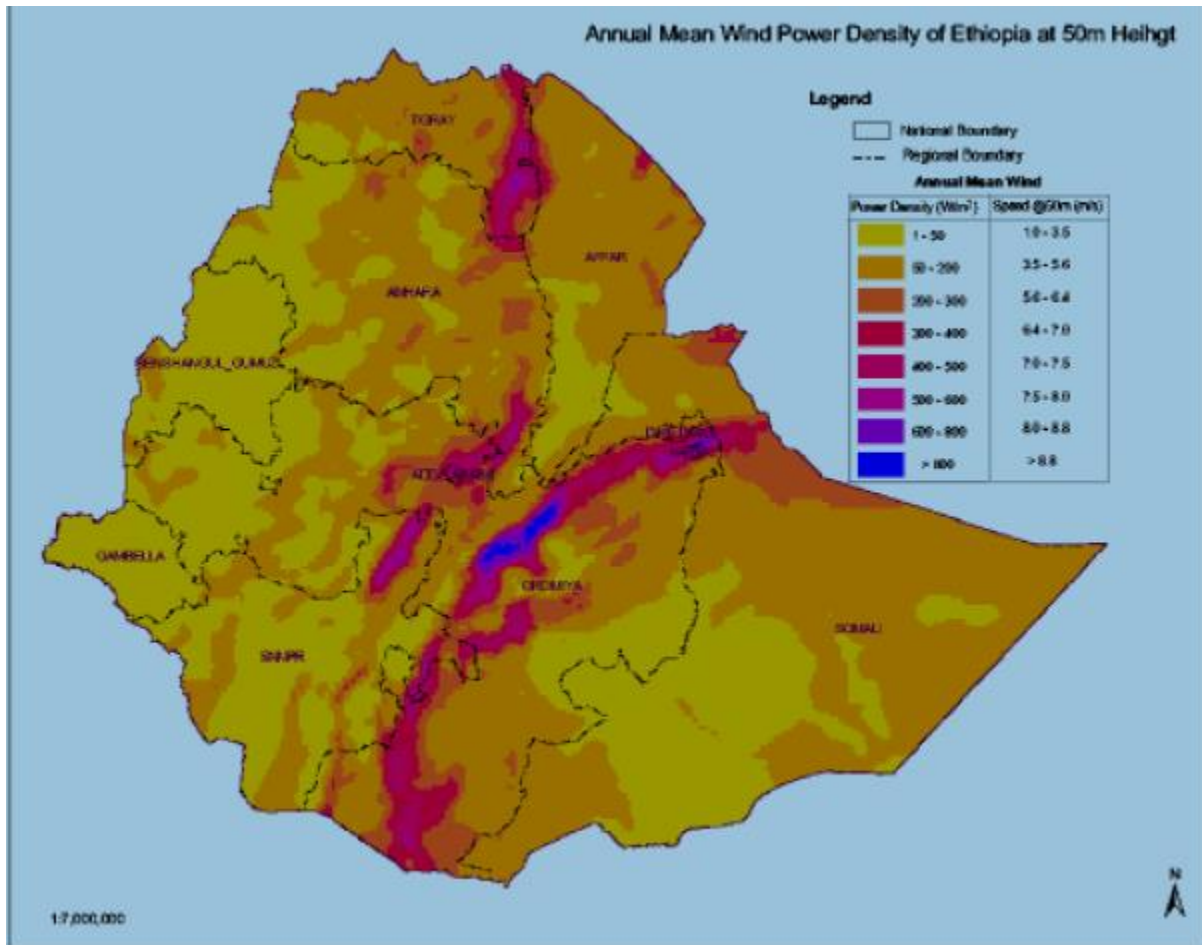 Annual Mean Wind Power Density of Ethiopia at 50m Heihgt
Legend
National Boundary
Regional Boundary
Annual Mean Wind
Power Density (W/m²) Speed @50m (m/s)
1 - 50 1.0 - 3.5
50 - 200 3.5 - 5.6
200 - 300 5.6 - 6.4
300 - 400 6.4 - 7.0
400 - 500 7.0 - 7.5
500 - 600 7.5 - 8.0
600 - 800 8.0 - 8.8
> 800 > 8.8
TIGRAY
AFFAR
AMHARA
BENSHANGUL_GUMUZ
GAMBELLA
OROMIYA
SOMALI
SNNPR
N
1:7,000,000